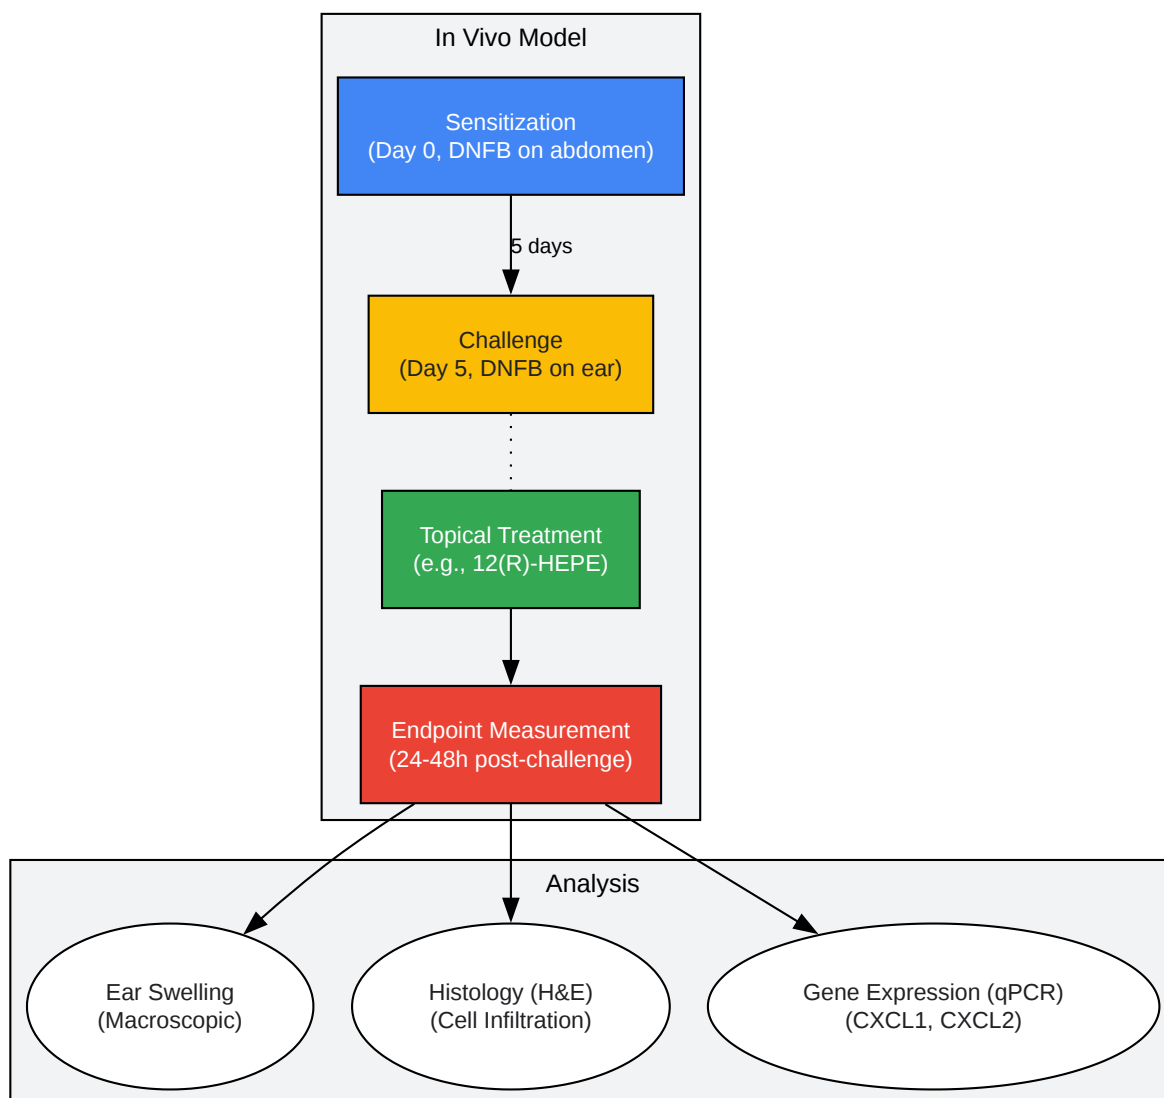 In Vivo Model
Sensitization
(Day 0, DNFB on abdomen)
5 days
Challenge
(Day 5, DNFB on ear)
Topical Treatment
(e.g., 12(R)-HEPE)
Endpoint Measurement
(24-48h post-challenge)
Analysis
Ear Swelling
(Macroscopic)
Histology (H&E)
(Cell Infiltration)
Gene Expression (qPCR)
(CXCL1, CXCL2)